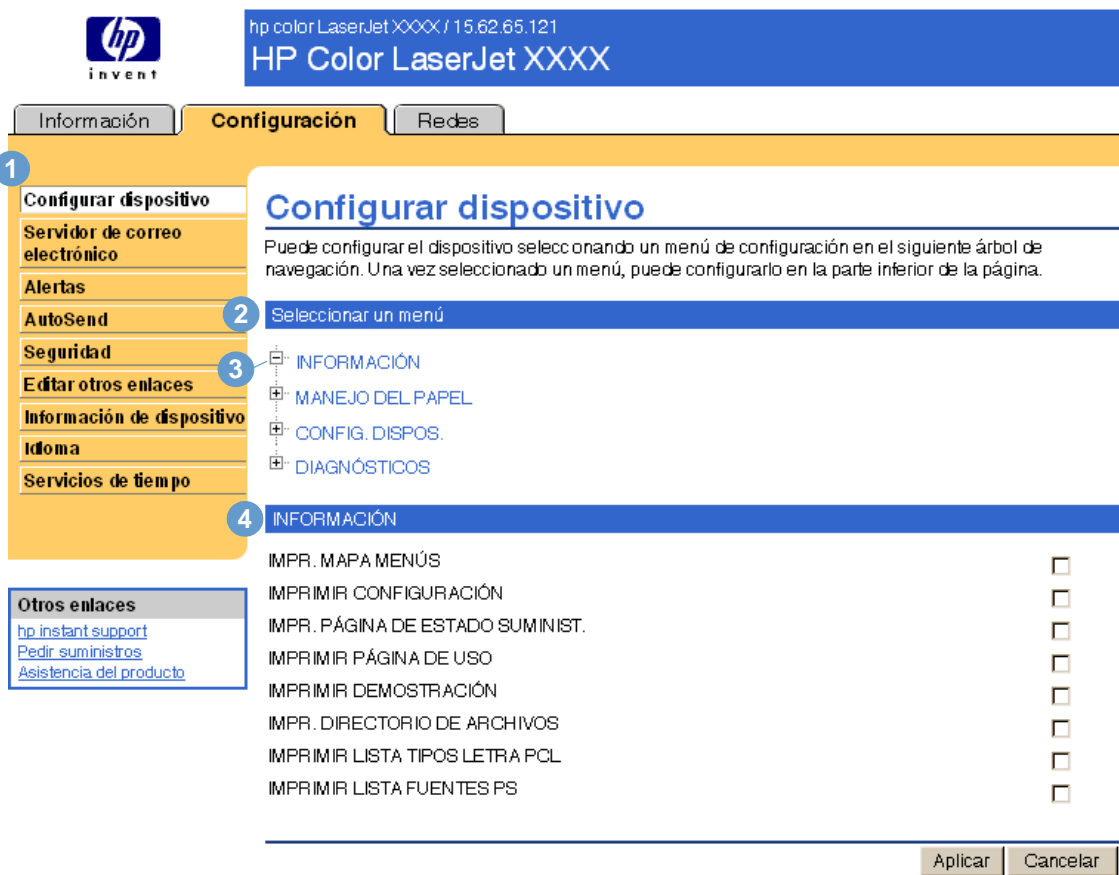 hp
invent
hp color LaserJet XXXX / 15.62.65.121
HP Color LaserJet XXXX
Información
Configuración
Redes
1
Configurar dispositivo
Servidor de correo
electrónico
Alertas
AutoSend
Seguridad
Editar otros enlaces
Información de dispositivo
Idioma
Servicios de tiempo
Otros enlaces
hp instant support
Pedir suministros
Asistencia del producto
Configurar dispositivo
Puede configurar el dispositivo seleccionando un menú de configuración en el siguiente árbol de
navegación. Una vez seleccionado un menú, puede configurarlo en la parte inferior de la página.
2
Seleccionar un menú
3
INFORMACIÓN
MANEJO DEL PAPEL
CONFIG. DISPOS.
DIAGNÓSTICOS
4
INFORMACIÓN
IMPR. MAPA MENÚS
IMPRIMIR CONFIGURACIÓN
IMPR. PÁGINA DE ESTADO SUMINIST.
IMPRIMIR PÁGINA DE USO
IMPRIMIR DEMOSTRACIÓN
IMPR. DIRECTORIO DE ARCHIVOS
IMPRIMIR LISTA TIPOS LETRA PCL
IMPRIMIR LISTA FUENTES PS
Aplicar
Cancelar